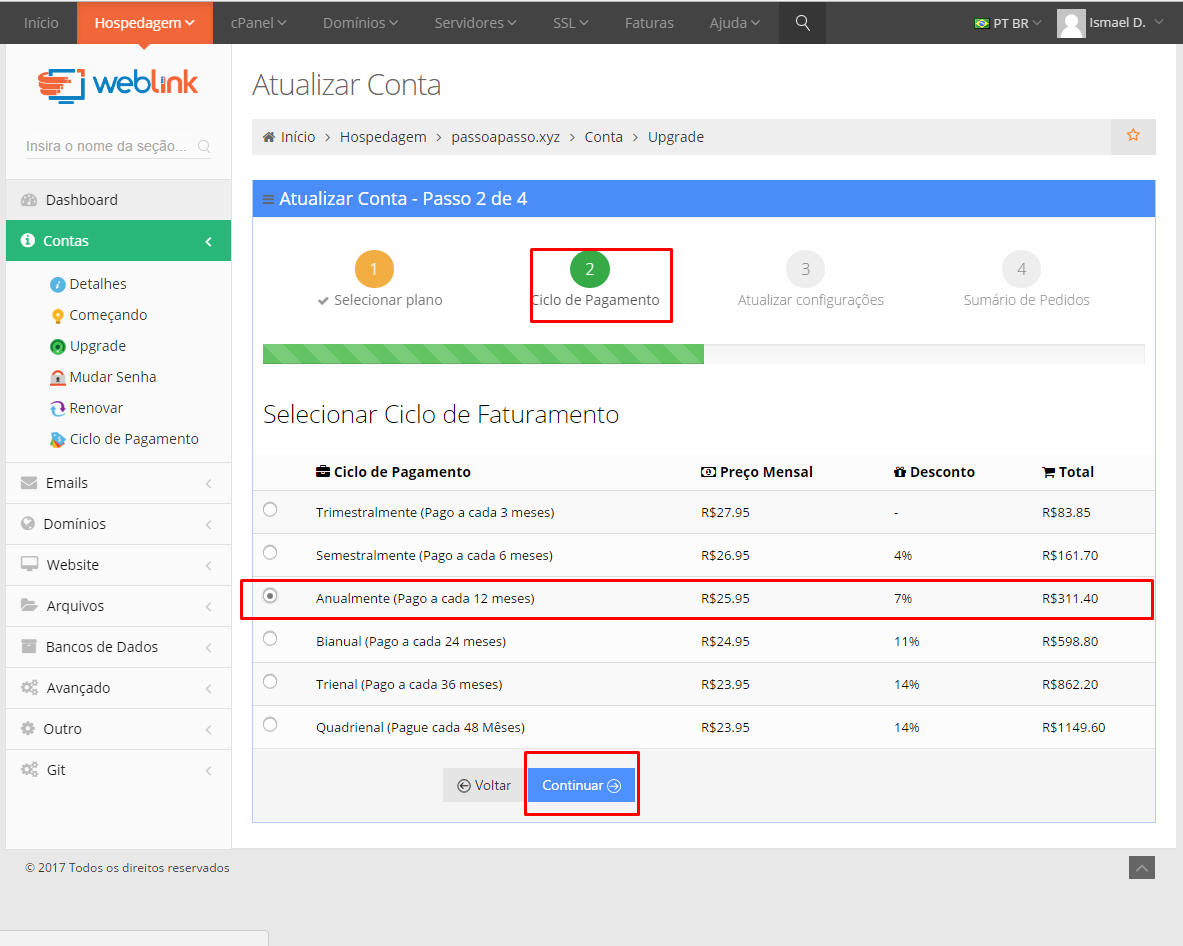 Início Hospedagem cPanel Domínios Servidores SSL Faturas Ajuda PT BR Ismael D.
weblink
Insira o nome da seção...
Dashboard
Contas
Detalhes
Começando
Upgrade
Mudar Senha
Renovar
Ciclo de Pagamento
Emails
Domínios
Website
Arquivos
Bancos de Dados
Avançado
Outro
Git
Atualizar Conta
Início > Hospedagem > passoapasso.xyz > Conta > Upgrade
Atualizar Conta - Passo 2 de 4
1 2 3 4
Selecionar plano Ciclo de Pagamento Atualizar configurações Sumário de Pedidos
Selecionar Ciclo de Faturamento
Ciclo de Pagamento Preço Mensal Desconto Total
Trimestralmente (Pago a cada 3 meses) R$27.95 - R$83.85
Semestralmente (Pago a cada 6 meses) R$26.95 4% R$161.70
Anualmente (Pago a cada 12 meses) R$25.95 7% R$311.40
Bianual (Pago a cada 24 meses) R$24.95 11% R$598.80
Trienal (Pago a cada 36 meses) R$23.95 14% R$862.20
Quadrienal (Pague cada 48 Mêses) R$23.95 14% R$1149.60
Voltar Continuar
© 2017 Todos os direitos reservados